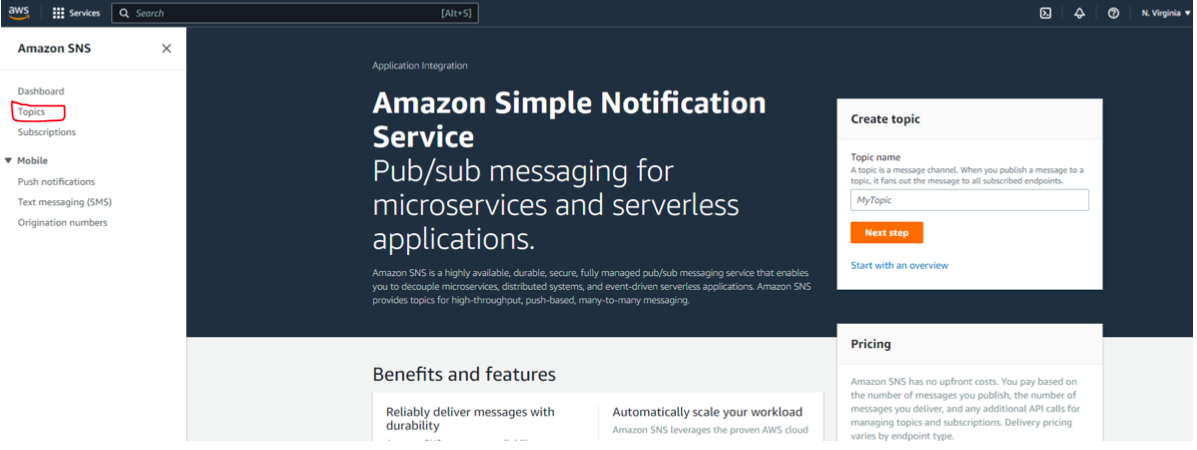 aws
Services
Search
[Alt+S]
N. Virginia
Amazon SNS
Dashboard
Topics
Subscriptions
Mobile
Push notifications
Text messaging (SMS)
Origination numbers
Application Integration
Amazon Simple Notification
Service
Pub/sub messaging for
microservices and serverless
applications.
Amazon SNS is a highly available, durable, secure, fully managed pub/sub messaging service that enables
you to decouple microservices, distributed systems, and event-driven serverless applications. Amazon SNS
provides topics for high-throughput, push-based, many-to-many messaging.
Create topic
Topic name
A topic is a message channel. When you publish a message to a
topic, it fans out the message to all subscribed endpoints.
MyTopic
Next step
Start with an overview
Benefits and features
Reliably deliver messages with
durability
Automatically scale your workload
Amazon SNS leverages the proven AWS cloud
Pricing
Amazon SNS has no upfront costs. You pay based on
the number of messages you publish, the number of
messages you deliver, and any additional API calls for
managing topics and subscriptions. Delivery pricing
varies by endpoint type.